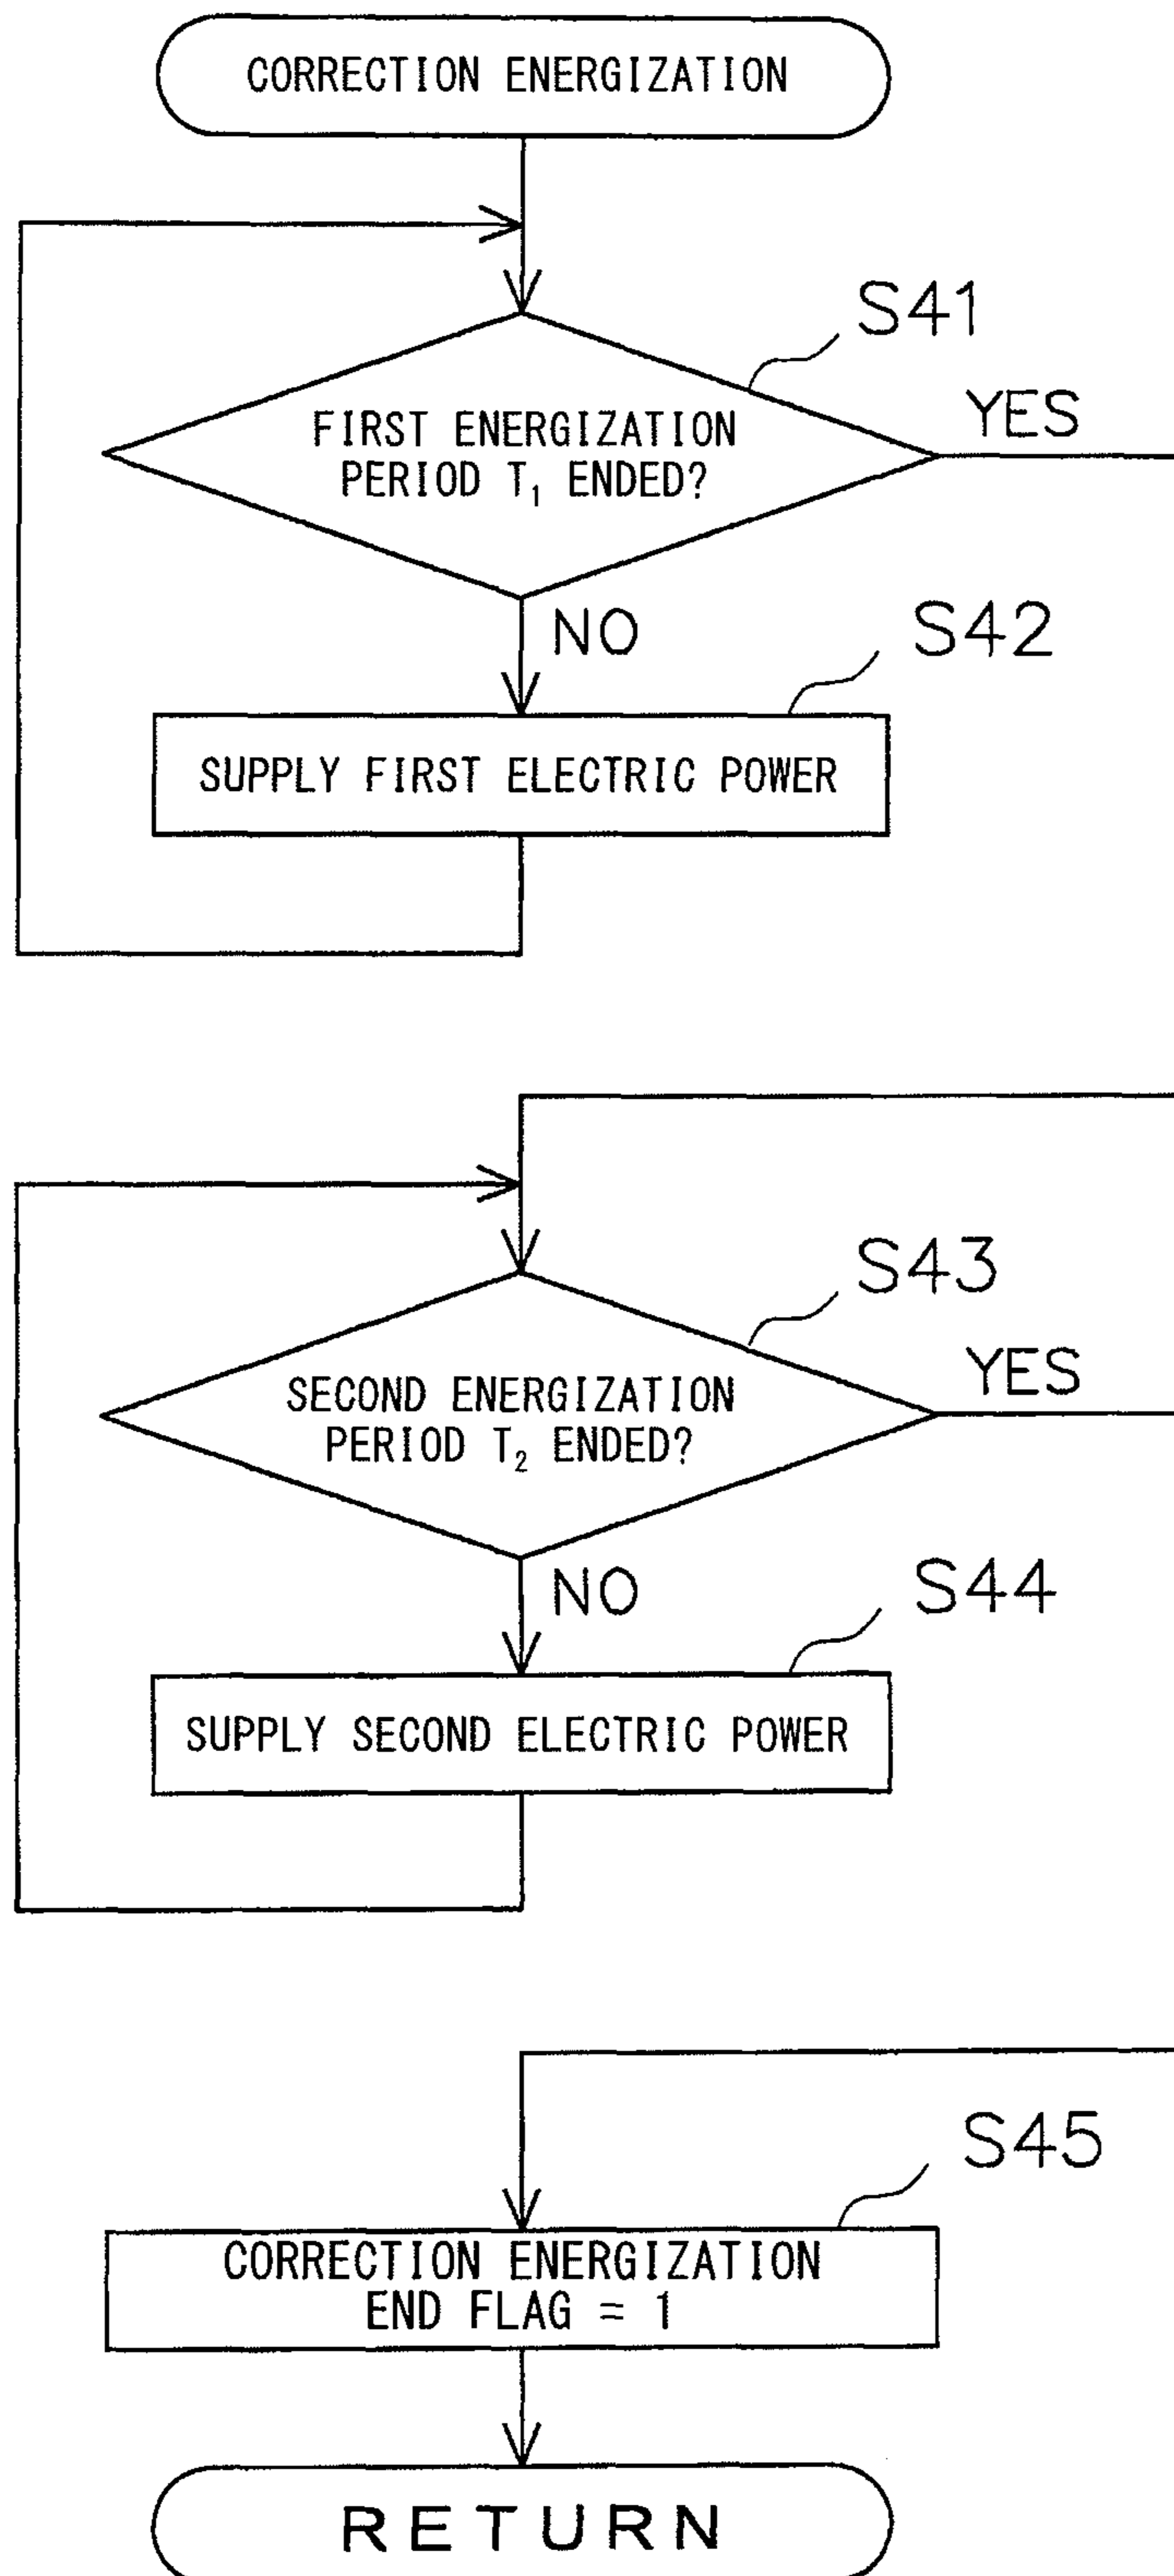 CORRECTION ENERGIZATION
S41
FIRST ENERGIZATION
PERIOD T₁ ENDED?
YES
NO
S42
SUPPLY FIRST ELECTRIC POWER
S43
SECOND ENERGIZATION
PERIOD T₂ ENDED?
YES
NO
S44
SUPPLY SECOND ELECTRIC POWER
S45
CORRECTION ENERGIZATION
END FLAG = 1
RETURN